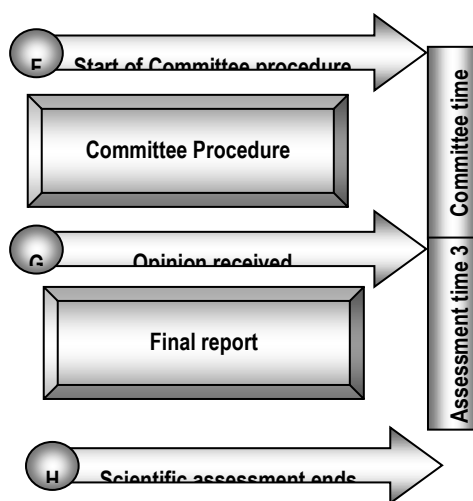 F
Start of Committee procedure
Committee time
Committee Procedure
G
Opinion received
Assessment time 3
Final report
H
Scientific assessment ends